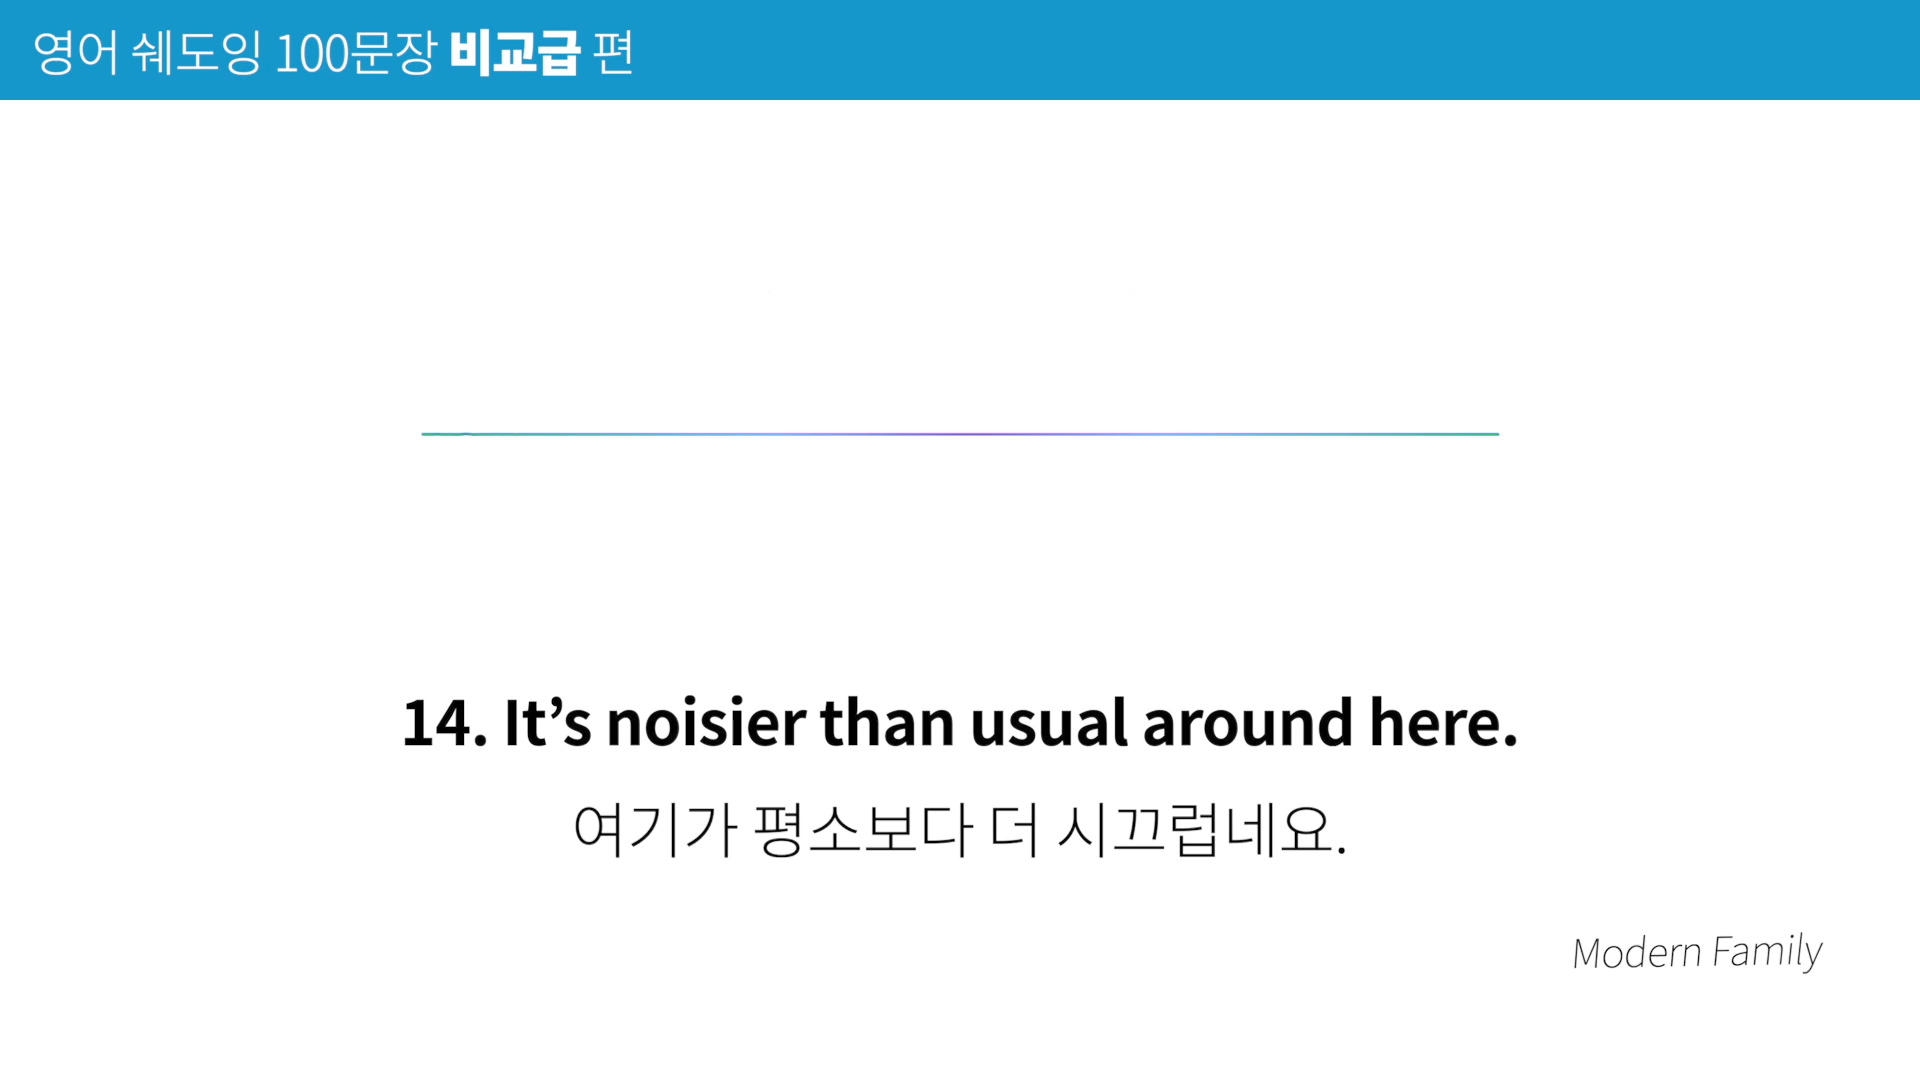 영어 쉐도잉 100문장 비교급 편
14. It’s noisier than usual around here.
여기가 평소보다 더 시끄럽네요.
Modern Family